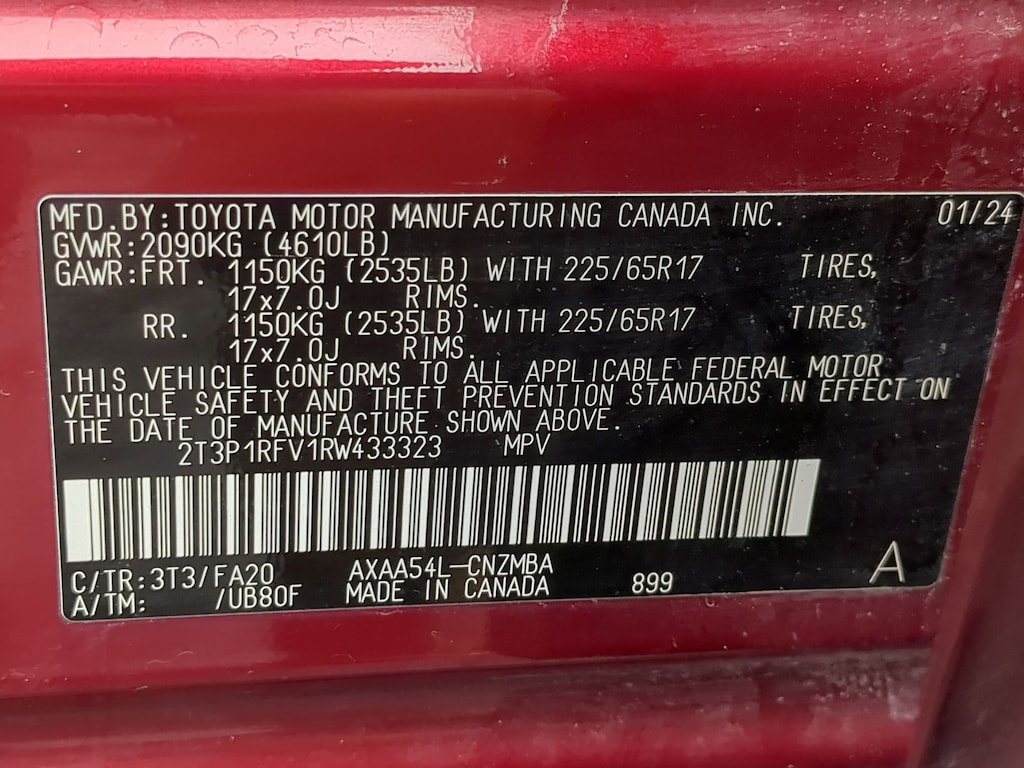 MFD.BY:TOYOTA MOTOR MANUFACTURING CANADA INC. 01/24
GVWR:2090KG (4610LB)
GAWR:FRT. 1150KG (2535LB) WITH 225/65R17 TIRES,
17x7.0J RIMS.
RR. 1150KG (2535LB) WITH 225/65R17 TIRES,
17x7.0J RIMS.
THIS VEHICLE CONFORMS TO ALL APPLICABLE FEDERAL MOTOR
VEHICLE SAFETY AND THEFT PREVENTION STANDARDS IN EFFECT ON
THE DATE OF MANUFACTURE SHOWN ABOVE.
2T3P1RFV1RW433323 MPV
C/TR:3T3/FA20 AXAA54L-CNZMBA
A/TM: /UB80F MADE IN CANADA 899 A